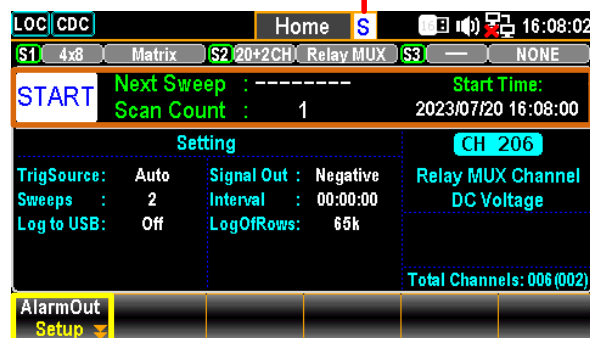 LOC CDC Home S 16:08:02
S1 4x8 Matrix S2 20+2CH Relay MUX S3 — NONE
START Next Sweep : -------- Start Time:
Scan Count : 1 2023/07/20 16:08:00
Setting CH 206
TrigSource: Auto Signal Out : Negative Relay MUX Channel
Sweeps : 2 Interval : 00:00:00 DC Voltage
Log to USB: Off LogOfRows: 65k
Total Channels: 006(002)
AlarmOut
Setup